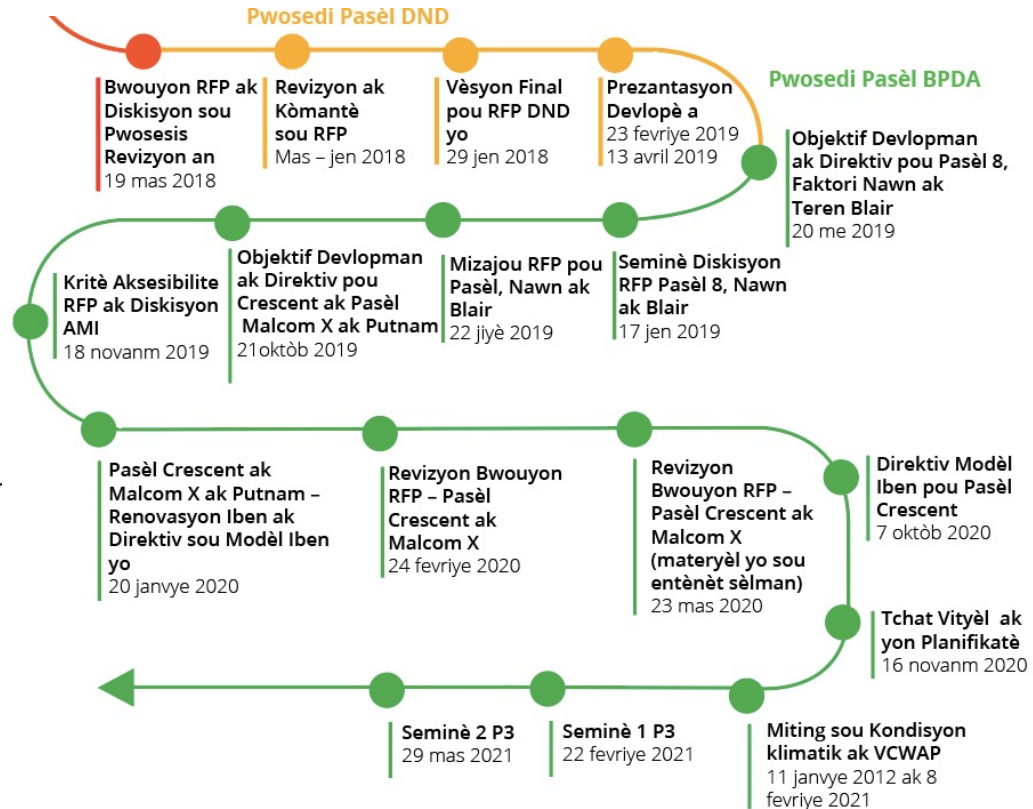 Pwosedi Pasèl DND
Bwouyon RFP ak
Diskisyon sou
Pwosesis
Revizyon an
19 mas 2018
Revizyon ak
Kòmantè
sou RFP
Mas – jen 2018
Vèsyon Final
pou RFP DND
yo
29 jen 2018
Prezantasyon
Devlopè a
23 fevriye 2019
13 avril 2019
Pwosedi Pasèl BPDA
Objektif Devlopman
ak Direktiv pou Pasèl 8,
Faktori Nawn ak
Teren Blair
20 me 2019
Seminè Diskisyon
RFP Pasèl 8, Nawn
ak Blair
17 jen 2019
Mizajou RFP pou
Pasèl, Nawn ak
Blair
22 jiyè 2019
Objektif Devlopman
ak Direktiv pou
Crescent ak Pasèl
Malcom X ak Putnam
21oktòb 2019
Kritè Aksesibilite
RFP ak Diskisyon
AMI
18 novanm 2019
Pasèl Crescent ak
Malcom X ak Putnam –
Renovasyon Iben ak
Direktiv sou Modèl Iben
yo
20 janvye 2020
Revizyon Bwouyon
RFP – Pasèl
Crescent ak
Malcom X
24 fevriye 2020
Revizyon
Bwouyon RFP –
Pasèl Crescent ak
Malcom X
(materyèl yo sou
entènèt sèlman)
23 mas 2020
Direktiv Modèl
Iben pou Pasèl
Crescent
7 oktòb 2020
Tchat Vityèl ak
yon Planifikatè
16 novanm 2020
Miting sou Kondisyon
klimatik ak VCWAP
11 janvye 2012 ak 8
fevriye 2021
Seminè 1 P3
22 fevriye 2021
Seminè 2 P3
29 mas 2021